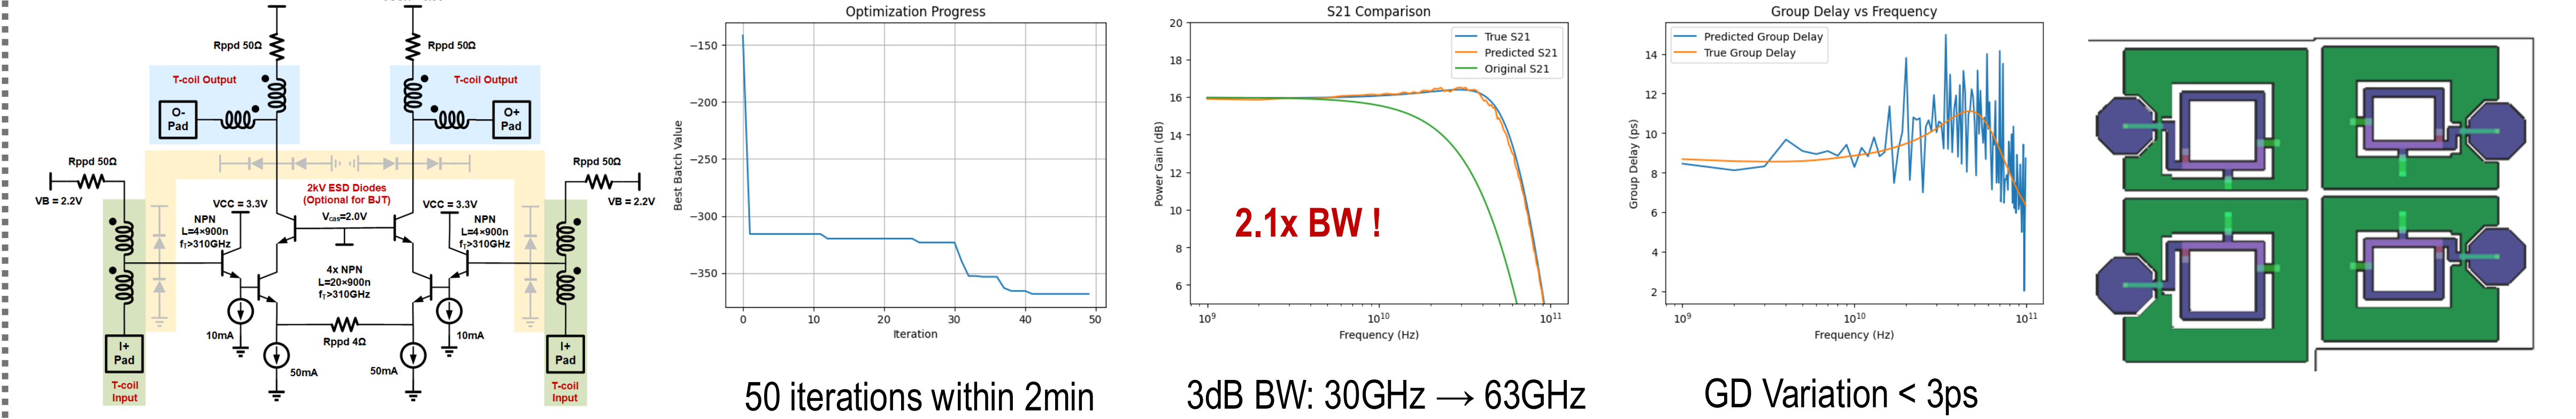 Rppd 50Ω
Rppd 50Ω
T-coil Output
T-coil Output
O-
Pad
O+
Pad
Rppd 50Ω
Rppd 50Ω
VB = 2.2V
VB = 2.2V
2kV ESD Diodes
(Optional for BJT)
VCC = 3.3V
Vcas=2.0V
VCC = 3.3V
NPN
L=4×900n
fT>310GHz
NPN
L=4×900n
fT>310GHz
4x NPN
L=20×900n
fT>310GHz
10mA
10mA
Rppd 4Ω
50mA
50mA
I+
Pad
I+
Pad
T-coil
Input
T-coil
Input
Optimization Progress
Best Batch Value
−150
−200
−250
−300
−350
0 10 20 30 40 50
Iteration
50 iterations within 2min
S21 Comparison
True S21
Predicted S21
Original S21
Power Gain (dB)
20
18
16
14
12
10
8
6
2.1x BW !
10⁹ 10¹⁰ 10¹¹
Frequency (Hz)
3dB BW: 30GHz → 63GHz
Group Delay vs Frequency
Predicted Group Delay
True Group Delay
Group Delay (ps)
14
12
10
8
6
4
2
10⁹ 10¹⁰ 10¹¹
Frequency (Hz)
GD Variation < 3ps